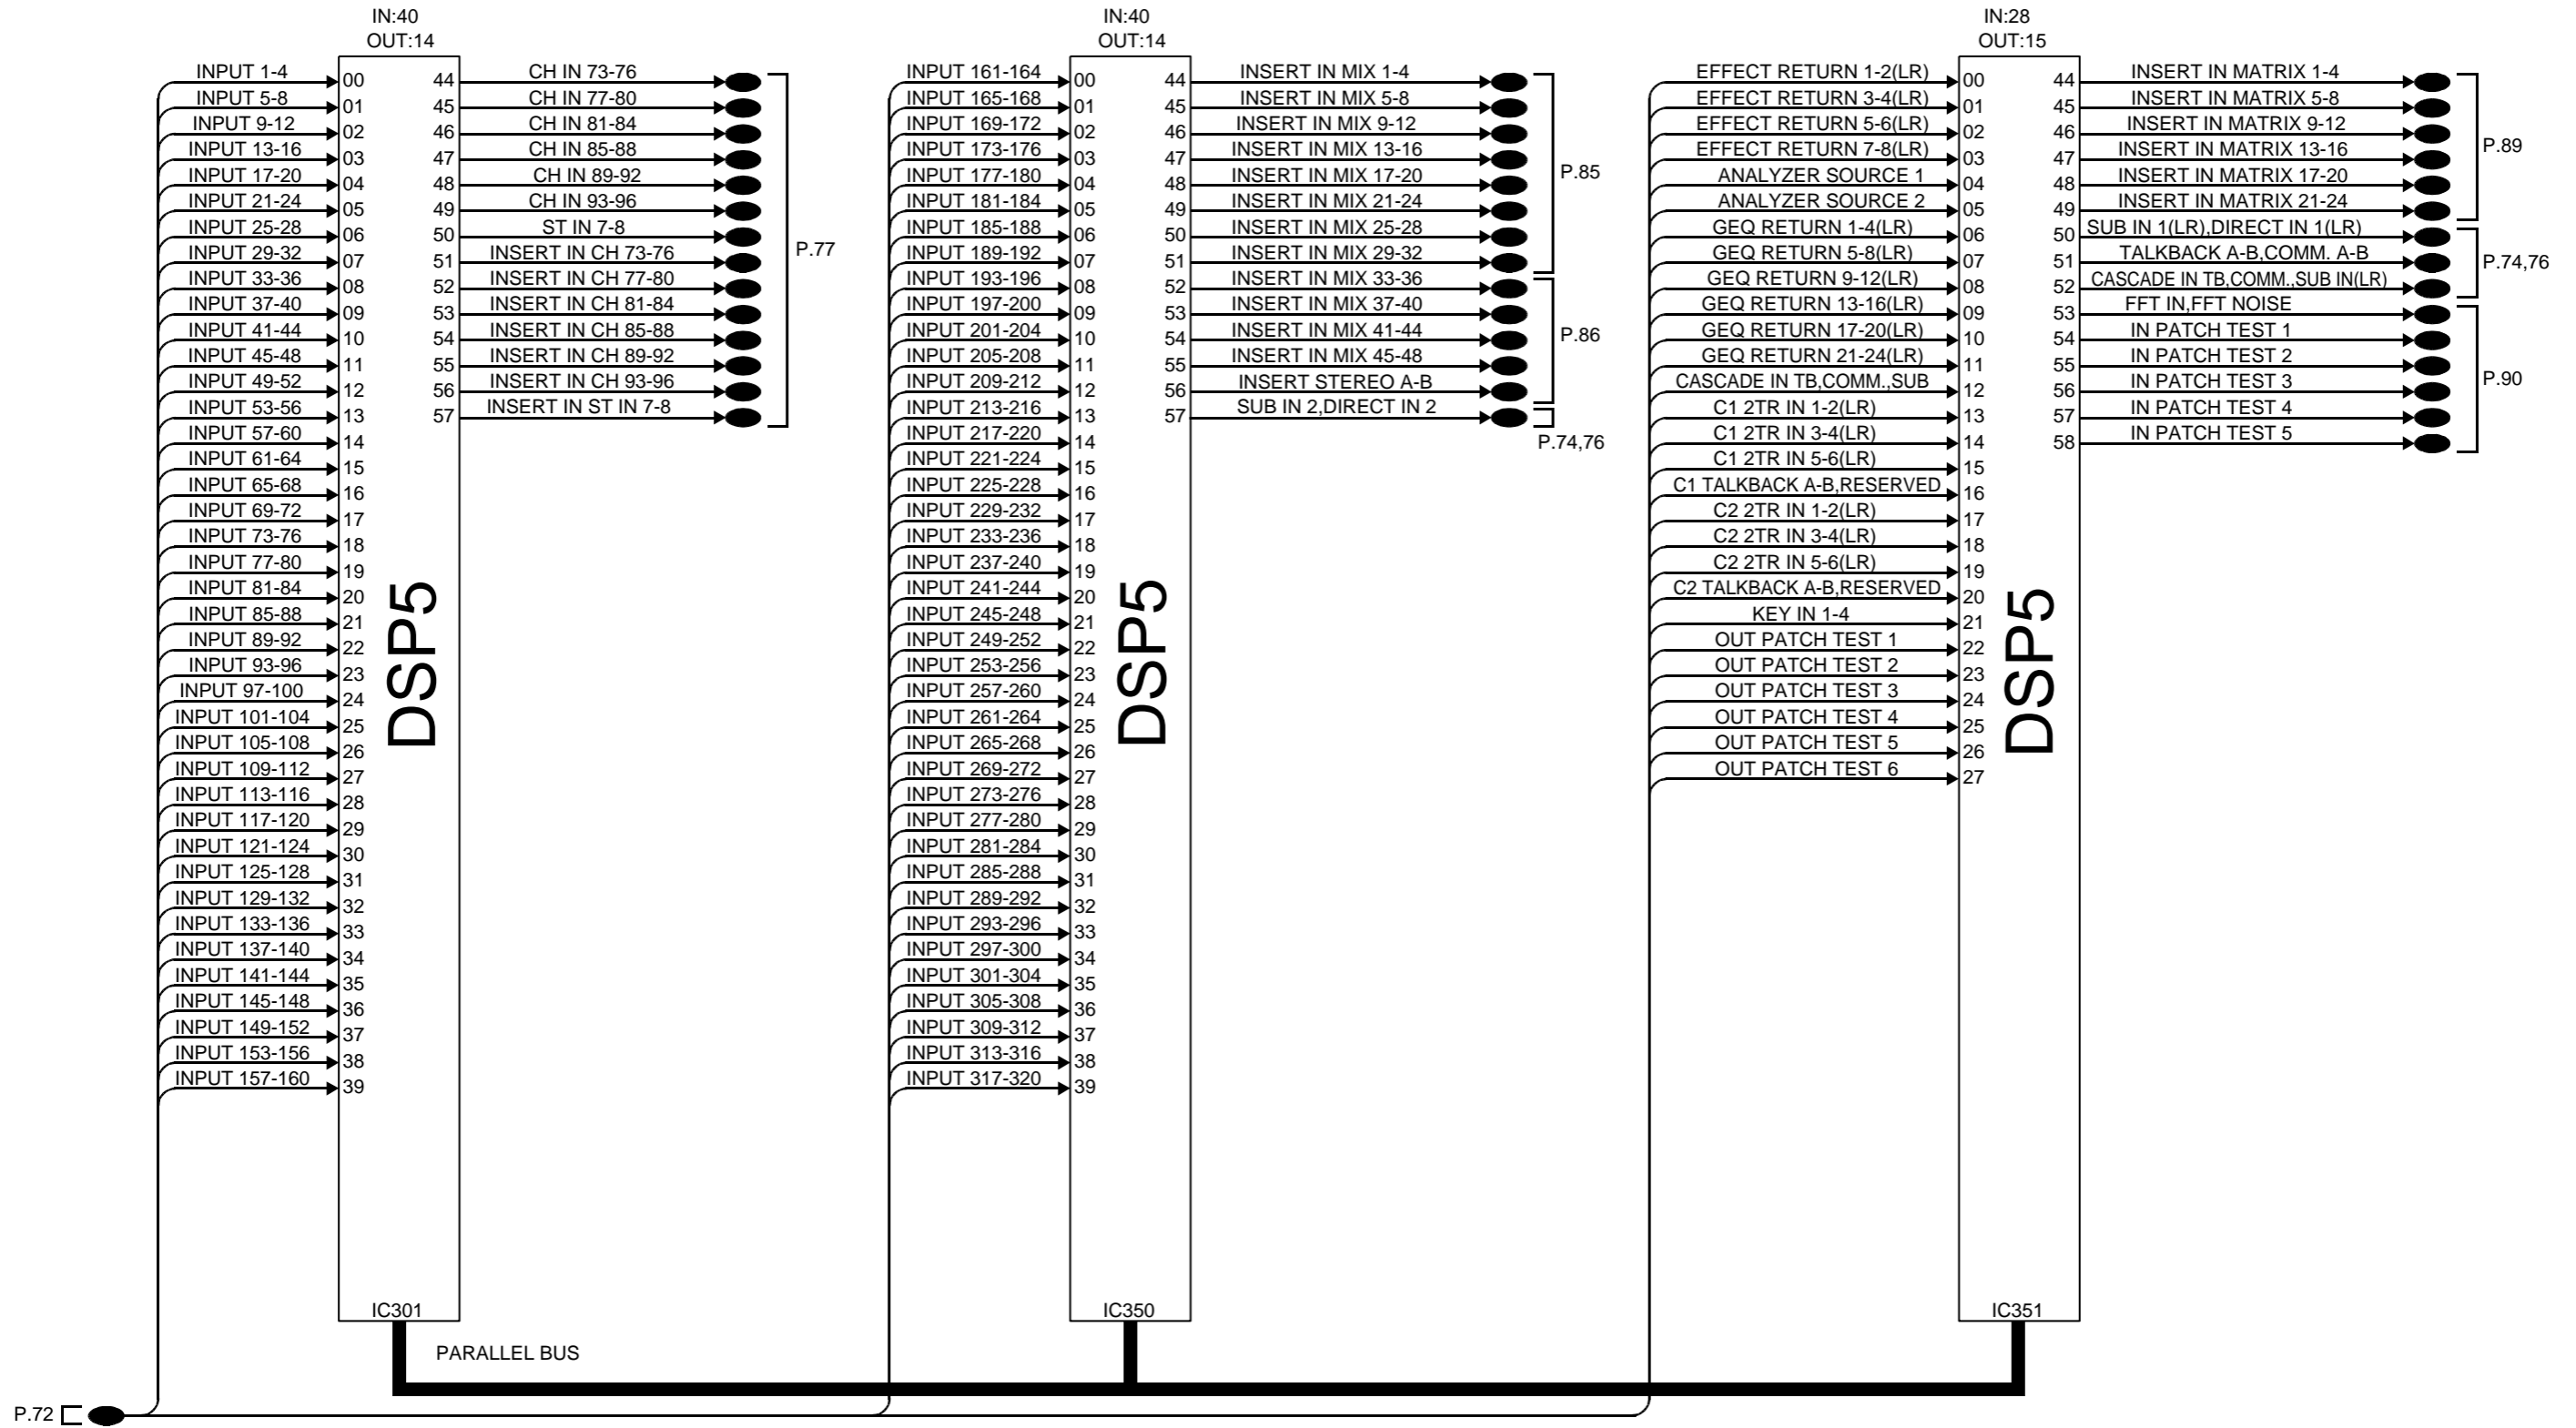 IN:40
OUT:14
INPUT 1-4 00 44 CH IN 73-76
INPUT 5-8 01 45 CH IN 77-80
INPUT 9-12 02 46 CH IN 81-84
INPUT 13-16 03 47 CH IN 85-88
INPUT 17-20 04 48 CH IN 89-92
INPUT 21-24 05 49 CH IN 93-96
INPUT 25-28 06 50 ST IN 7-8
P.77
INPUT 29-32 07 51 INSERT IN CH 73-76
INPUT 33-36 08 52 INSERT IN CH 77-80
INPUT 37-40 09 53 INSERT IN CH 81-84
INPUT 41-44 10 54 INSERT IN CH 85-88
INPUT 45-48 11 55 INSERT IN CH 89-92
INPUT 49-52 12 56 INSERT IN CH 93-96
INPUT 53-56 13 57 INSERT IN ST IN 7-8
INPUT 57-60 14
INPUT 61-64 15
INPUT 65-68 16
INPUT 69-72 17
INPUT 73-76 18
INPUT 77-80 19
INPUT 81-84 20
INPUT 85-88 21
INPUT 89-92 22
INPUT 93-96 23
INPUT 97-100 24
INPUT 101-104 25
INPUT 105-108 26
INPUT 109-112 27
INPUT 113-116 28
INPUT 117-120 29
INPUT 121-124 30
INPUT 125-128 31
INPUT 129-132 32
INPUT 133-136 33
INPUT 137-140 34
INPUT 141-144 35
INPUT 145-148 36
INPUT 149-152 37
INPUT 153-156 38
INPUT 157-160 39
DSP5
IC301
IN:40
OUT:14
INPUT 161-164 00 44 INSERT IN MIX 1-4
INPUT 165-168 01 45 INSERT IN MIX 5-8
INPUT 169-172 02 46 INSERT IN MIX 9-12
INPUT 173-176 03 47 INSERT IN MIX 13-16
P.85
INPUT 177-180 04 48 INSERT IN MIX 17-20
INPUT 181-184 05 49 INSERT IN MIX 21-24
INPUT 185-188 06 50 INSERT IN MIX 25-28
INPUT 189-192 07 51 INSERT IN MIX 29-32
INPUT 193-196 08 52 INSERT IN MIX 33-36
INPUT 197-200 09 53 INSERT IN MIX 37-40
P.86
INPUT 201-204 10 54 INSERT IN MIX 41-44
INPUT 205-208 11 55 INSERT IN MIX 45-48
INPUT 209-212 12 56 INSERT STEREO A-B
INPUT 213-216 13 57 SUB IN 2,DIRECT IN 2
P.74,76
INPUT 217-220 14
INPUT 221-224 15
INPUT 225-228 16
INPUT 229-232 17
INPUT 233-236 18
INPUT 237-240 19
INPUT 241-244 20
INPUT 245-248 21
INPUT 249-252 22
INPUT 253-256 23
INPUT 257-260 24
INPUT 261-264 25
INPUT 265-268 26
INPUT 269-272 27
INPUT 273-276 28
INPUT 277-280 29
INPUT 281-284 30
INPUT 285-288 31
INPUT 289-292 32
INPUT 293-296 33
INPUT 297-300 34
INPUT 301-304 35
INPUT 305-308 36
INPUT 309-312 37
INPUT 313-316 38
INPUT 317-320 39
DSP5
IC350
IN:28
OUT:15
EFFECT RETURN 1-2(LR) 00 44 INSERT IN MATRIX 1-4
EFFECT RETURN 3-4(LR) 01 45 INSERT IN MATRIX 5-8
EFFECT RETURN 5-6(LR) 02 46 INSERT IN MATRIX 9-12
P.89
EFFECT RETURN 7-8(LR) 03 47 INSERT IN MATRIX 13-16
ANALYZER SOURCE 1 04 48 INSERT IN MATRIX 17-20
ANALYZER SOURCE 2 05 49 INSERT IN MATRIX 21-24
GEQ RETURN 1-4(LR) 06 50 SUB IN 1(LR),DIRECT IN 1(LR)
GEQ RETURN 5-8(LR) 07 51 TALKBACK A-B,COMM. A-B
P.74,76
GEQ RETURN 9-12(LR) 08 52 CASCADE IN TB,COMM.,SUB IN(LR)
GEQ RETURN 13-16(LR) 09 53 FFT IN,FFT NOISE
GEQ RETURN 17-20(LR) 10 54 IN PATCH TEST 1
GEQ RETURN 21-24(LR) 11 55 IN PATCH TEST 2
P.90
CASCADE IN TB,COMM.,SUB 12 56 IN PATCH TEST 3
C1 2TR IN 1-2(LR) 13 57 IN PATCH TEST 4
C1 2TR IN 3-4(LR) 14 58 IN PATCH TEST 5
C1 2TR IN 5-6(LR) 15
C1 TALKBACK A-B,RESERVED 16
C2 2TR IN 1-2(LR) 17
C2 2TR IN 3-4(LR) 18
C2 2TR IN 5-6(LR) 19
C2 TALKBACK A-B,RESERVED 20
KEY IN 1-4 21
OUT PATCH TEST 1 22
OUT PATCH TEST 2 23
OUT PATCH TEST 3 24
OUT PATCH TEST 4 25
OUT PATCH TEST 5 26
OUT PATCH TEST 6 27
DSP5
IC351
PARALLEL BUS
P.72